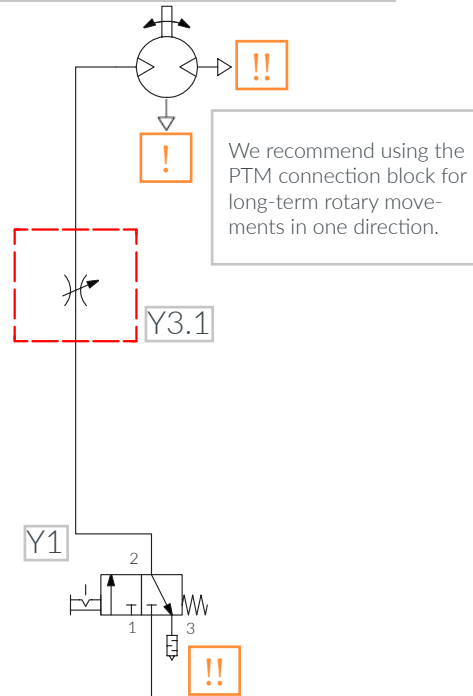 !!
!
We recommend using the
PTM connection block for
long-term rotary move-
ments in one direction.
Y3.1
Y1
2
1
3
!!